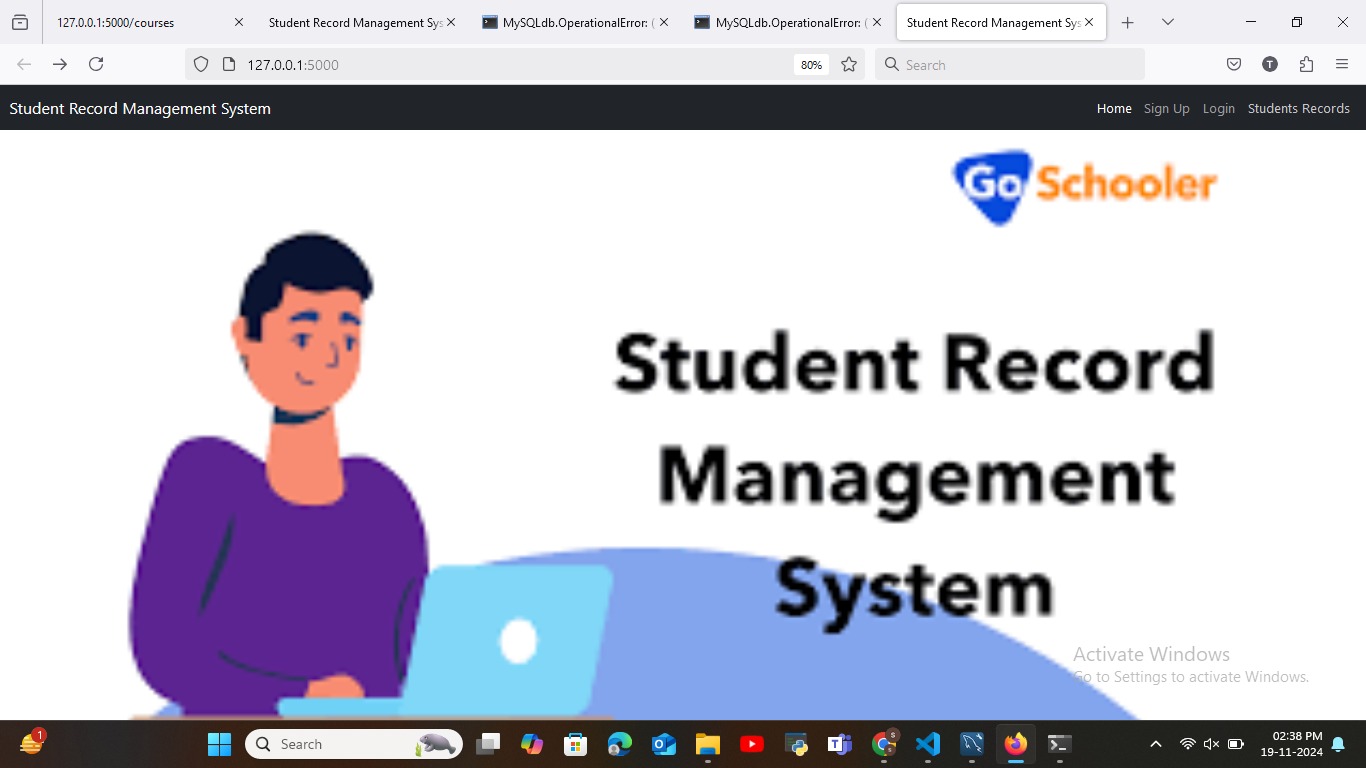 127.0.0.1:5000/courses
Student Record Management Sys
MySQLdb.OperationalError: (
MySQLdb.OperationalError: (
Student Record Management Sys
127.0.0.1:5000
80%
Search
T
Student Record Management System
Home
Sign Up
Login
Students Records
Go Schooler
Student Record
Management
System
Activate Windows
Go to Settings to activate Windows.
1
Search
S
02:38 PM
19-11-2024